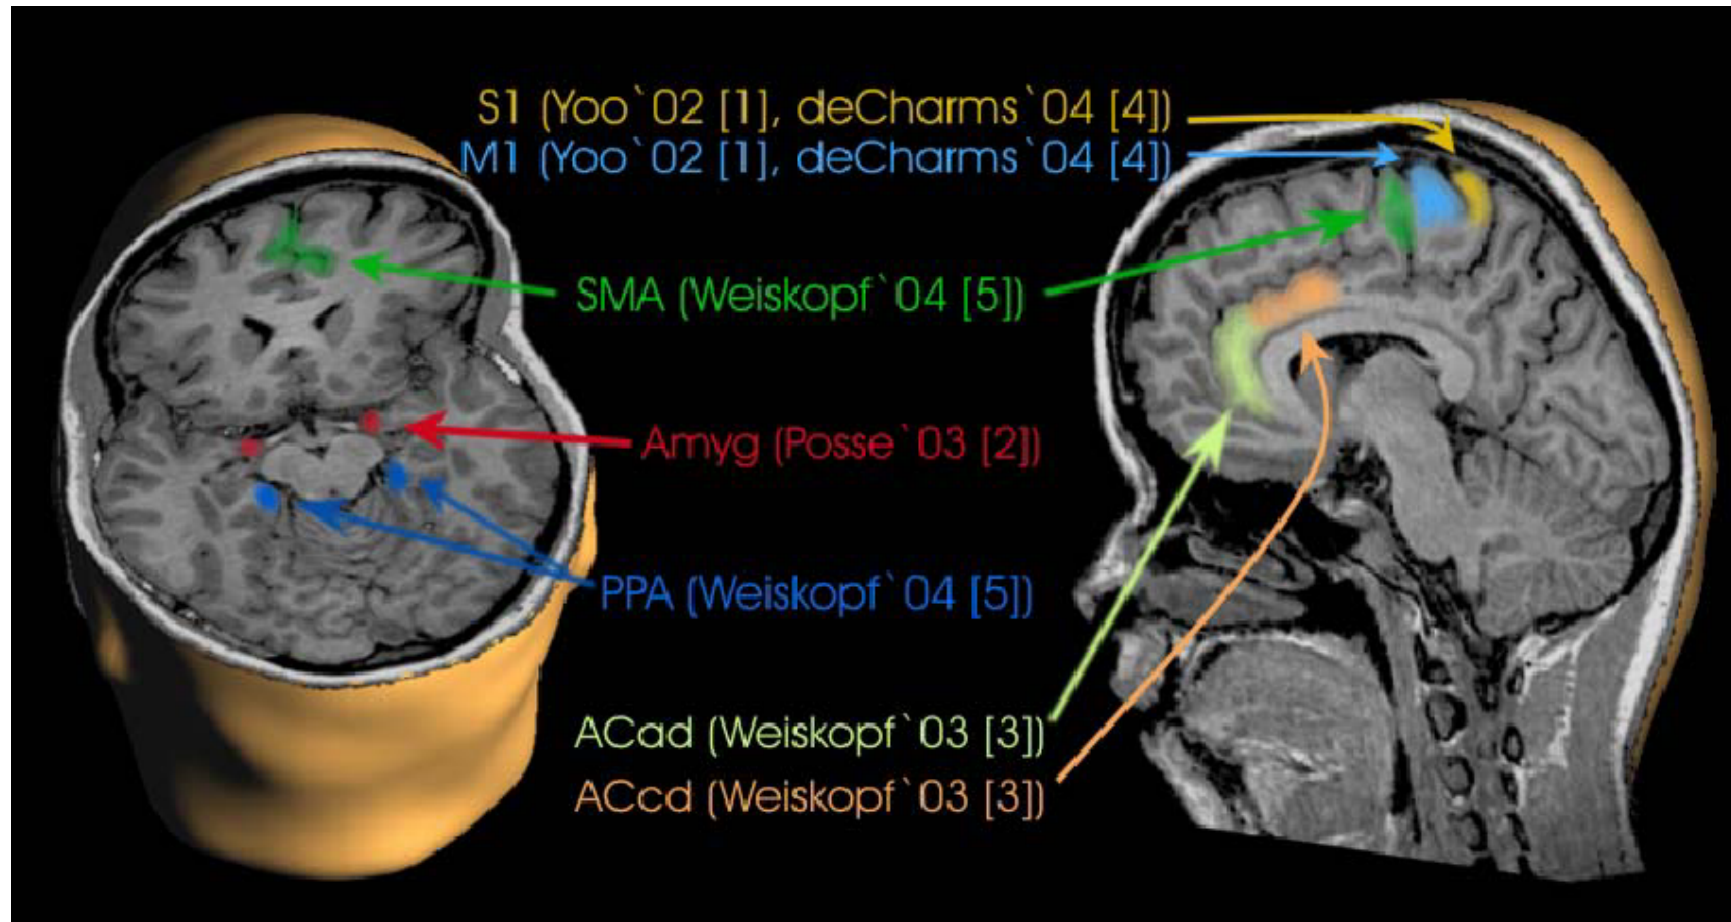 S1 (Yoo`02 [1], deCharms`04 [4])
M1 (Yoo`02 [1], deCharms`04 [4])
SMA (Weiskopf`04 [5])
Amyg (Posse`03 [2])
PPA (Weiskopf`04 [5])
ACad (Weiskopf`03 [3])
ACcd (Weiskopf`03 [3])